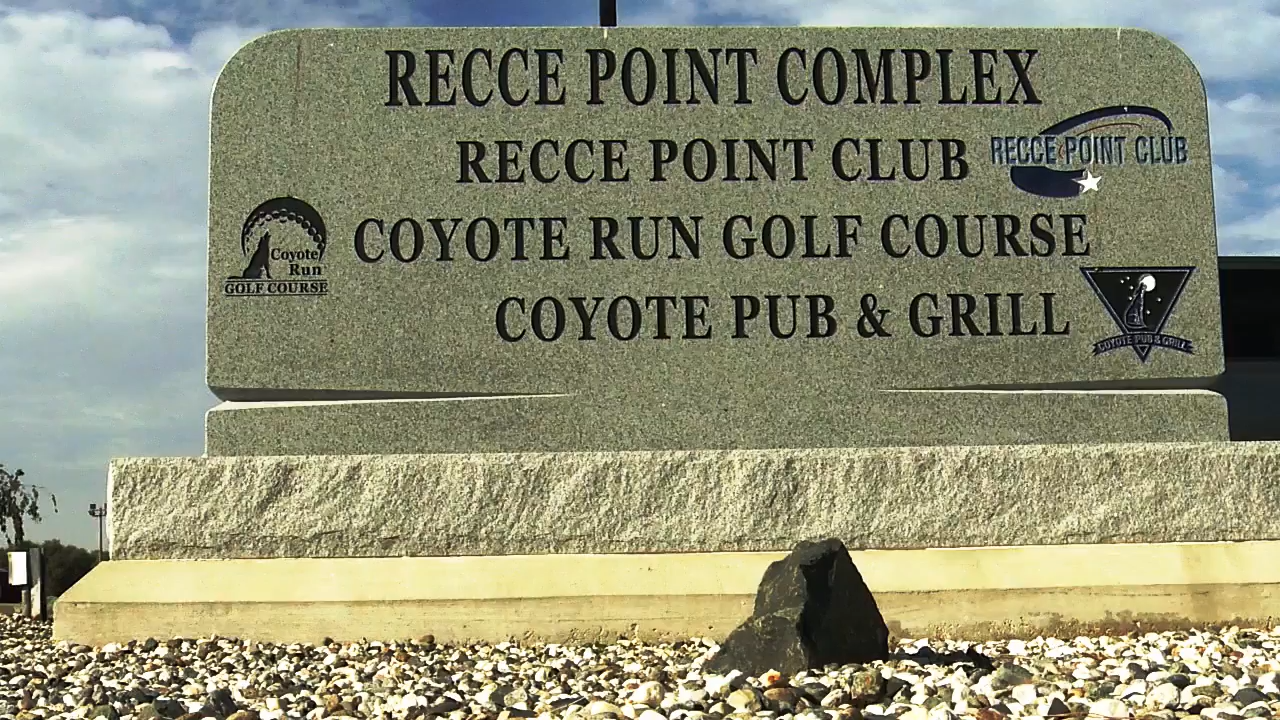 RECCE POINT COMPLEX
RECCE POINT CLUB
RECCE POINT CLUB
COYOTE RUN GOLF COURSE
Coyote
Run
GOLF COURSE
COYOTE PUB & GRILL
COYOTE PUB & GRILL